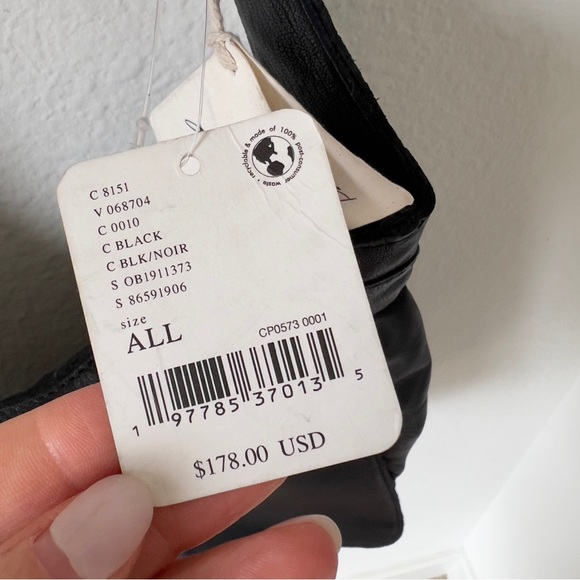 recyclable & made of 100% post-consumer waste •
C 8151
V 068704
C 0010
C BLACK
C BLK/NOIR
S OB1911373
S 86591906
size
ALL
CP0573 0001
1 97785 37013 5
$178.00 USD